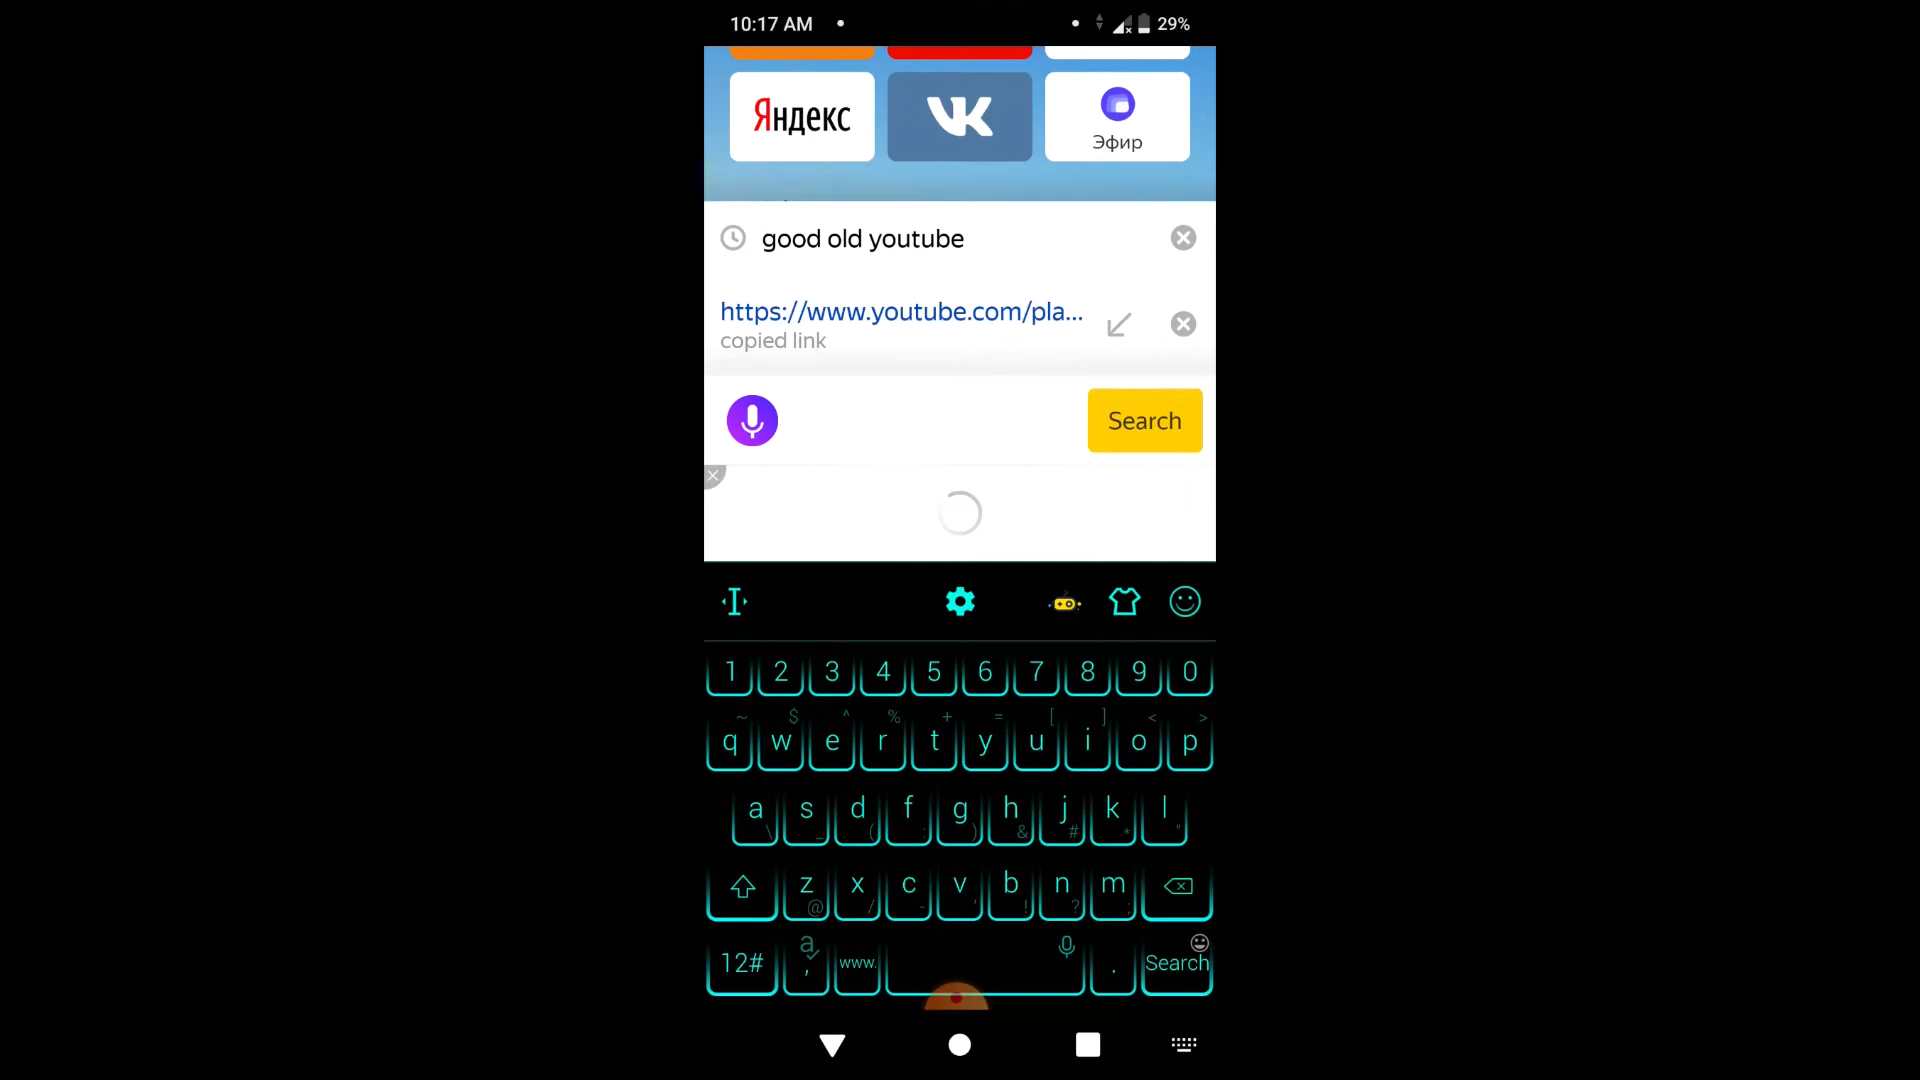 10:17 AM
29%
Яндекс
VK
Эфир
good old youtube
https://www.youtube.com/pla...
copied link
Search
1 2 3 4 5 6 7 8 9 0
~ $ ^ % + = [ ] < >
q w e r t y u i o p
a s d f g h j k l
\ _ ( : ) & # * "
z x c v b n m
@ / - ' ! ? ;
12# a , www. . Search